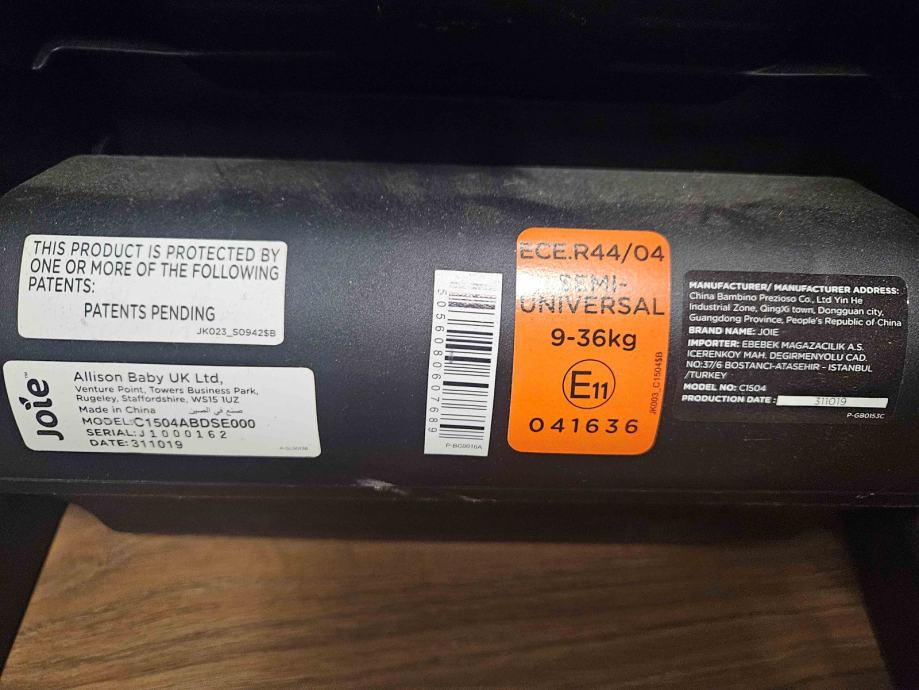 THIS PRODUCT IS PROTECTED BY
ONE OR MORE OF THE FOLLOWING
PATENTS:
PATENTS PENDING
JK023_S0942$B
Joie™
Allison Baby UK Ltd,
Venture Point, Towers Business Park,
Rugeley, Staffordshire, WS15 1UZ
Made in China صنع في الصين
MODEL:C1504ABDSE000
SERIAL:J1000162
DATE:311019
5056080607689
P-BC0016A
ECE.R44/04
SEMI-
UNIVERSAL
9-36kg
E11
041636
JK003_C1504$B
MANUFACTURER/ MANUFACTURER ADDRESS:
China Bambino Prezioso Co., Ltd Yin He
Industrial Zone, QingXi town, Dongguan city,
Guangdong Province, People's Republic of China
BRAND NAME: JOIE
IMPORTER: EBEBEK MAGAZACILIK A.S.
ICERENKOY MAH. DEGIRMENYOLU CAD.
NO:37/6 BOSTANCI-ATASEHIR - ISTANBUL
/TURKEY
MODEL NO: C1504
PRODUCTION DATE : 311019
P-GB0153C